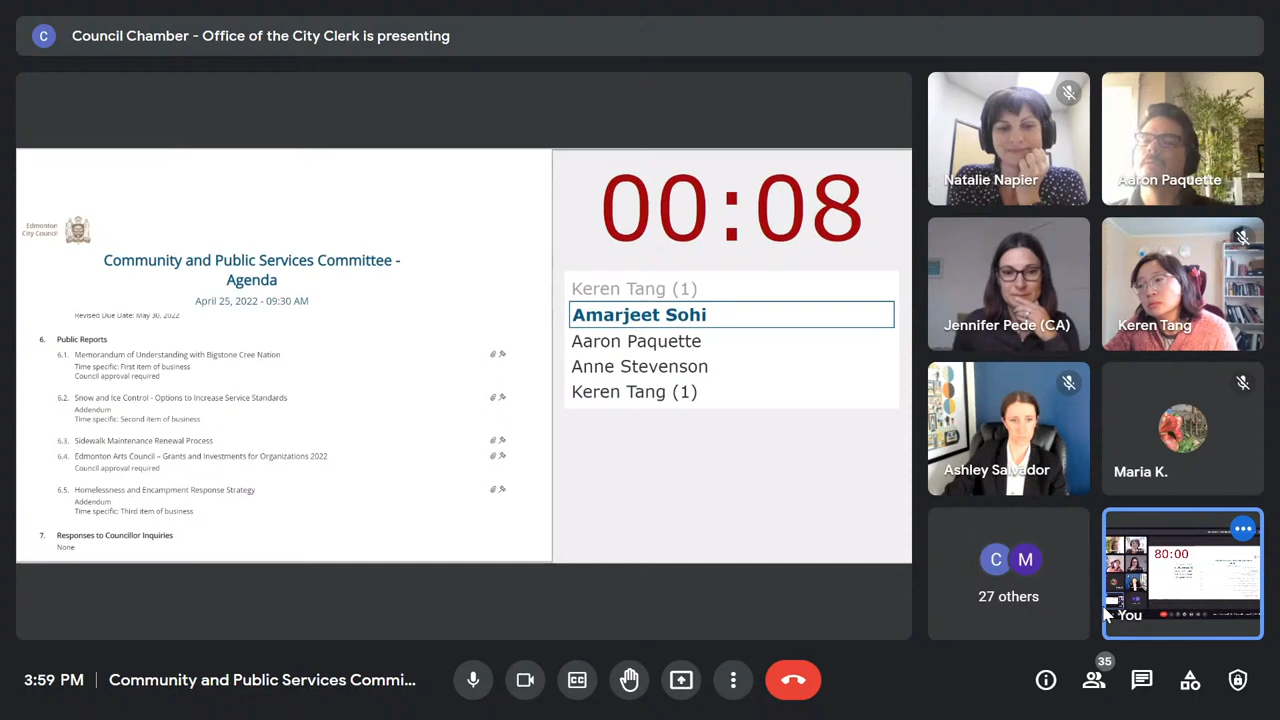 C
Council Chamber - Office of the City Clerk is presenting
Edmonton
City Council
Community and Public Services Committee -
Agenda
April 25, 2022 - 09:30 AM
Revised Due Date: May 30, 2022
6. Public Reports
6.1. Memorandum of Understanding with Bigstone Cree Nation
Time specific: First item of business
Council approval required
6.2. Snow and Ice Control - Options to Increase Service Standards
Addendum
Time specific: Second item of business
6.3. Sidewalk Maintenance Renewal Process
6.4. Edmonton Arts Council – Grants and Investments for Organizations 2022
Council approval required
6.5. Homelessness and Encampment Response Strategy
Addendum
Time specific: Third item of business
7. Responses to Councillor Inquiries
None
00:08
Keren Tang (1)
Amarjeet Sohi
Aaron Paquette
Anne Stevenson
Keren Tang (1)
Natalie Napier
Aaron Paquette
Jennifer Pede (CA)
Keren Tang
Ashley Salvador
Maria K.
C M
27 others
80:00
You
3:59 PM | Community and Public Services Commi...
CC
35